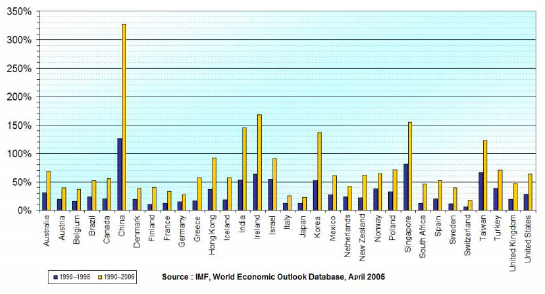 350%
300%
250%
200%
150%
100%
50%
0%
Australia
Austria
Belgium
Brazil
Canada
China
Denmark
Finland
France
Germany
Greece
Hong Kong
Iceland
India
Ireland
Israel
Italy
Japan
Korea
Mexico
Netherlands
New Zealand
Norway
Poland
Singapore
South Africa
Spain
Sweden
Switzerland
Taiwan
Turkey
United Kingdom
United States
1990–1998 1990–2006 Source : IMF, World Economic Outlook Database, April 2005